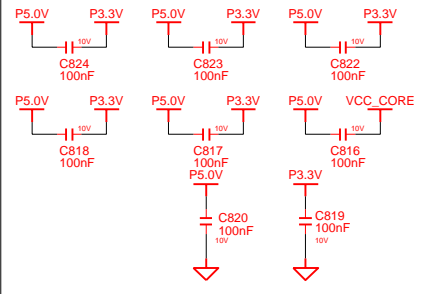 P5.0V P3.3V P5.0V P3.3V P5.0V P3.3V
10V 10V 10V
C824 C823 C822
100nF 100nF 100nF
P5.0V P3.3V P5.0V P3.3V P5.0V VCC_CORE
10V 10V 10V
C818 C817 C816
100nF 100nF 100nF
P5.0V P3.3V
C820 C819
100nF 100nF
10V 10V